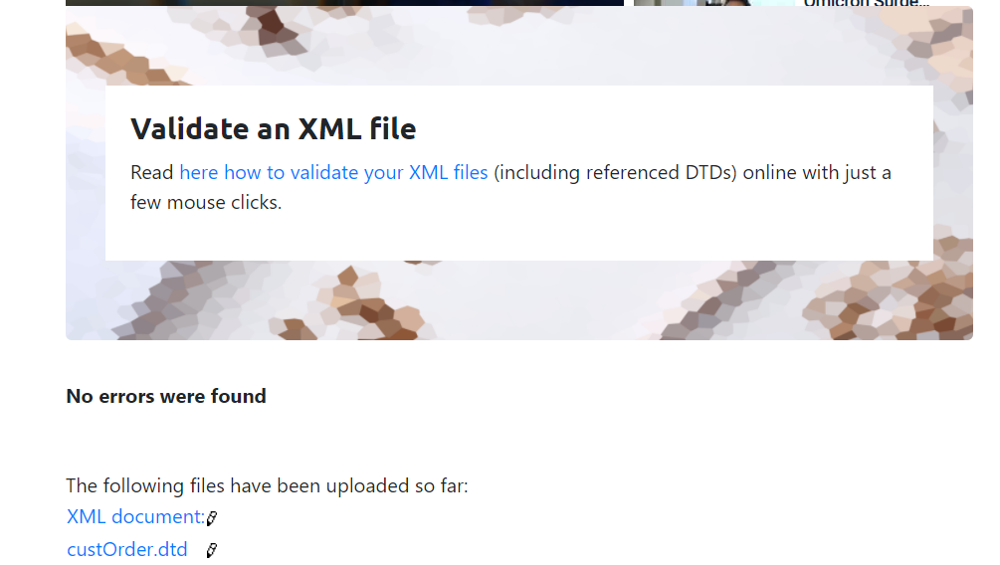 Omicron Surge...
Validate an XML file
Read here how to validate your XML files (including referenced DTDs) online with just a
few mouse clicks.
No errors were found
The following files have been uploaded so far:
XML document:
custOrder.dtd